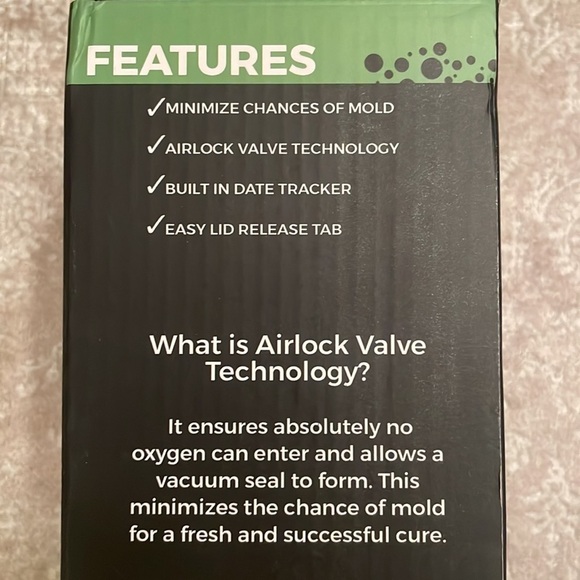 FEATURES
✓MINIMIZE CHANCES OF MOLD
✓AIRLOCK VALVE TECHNOLOGY
✓BUILT IN DATE TRACKER
✓EASY LID RELEASE TAB
What is Airlock Valve
Technology?
It ensures absolutely no
oxygen can enter and allows a
vacuum seal to form. This
minimizes the chance of mold
for a fresh and successful cure.